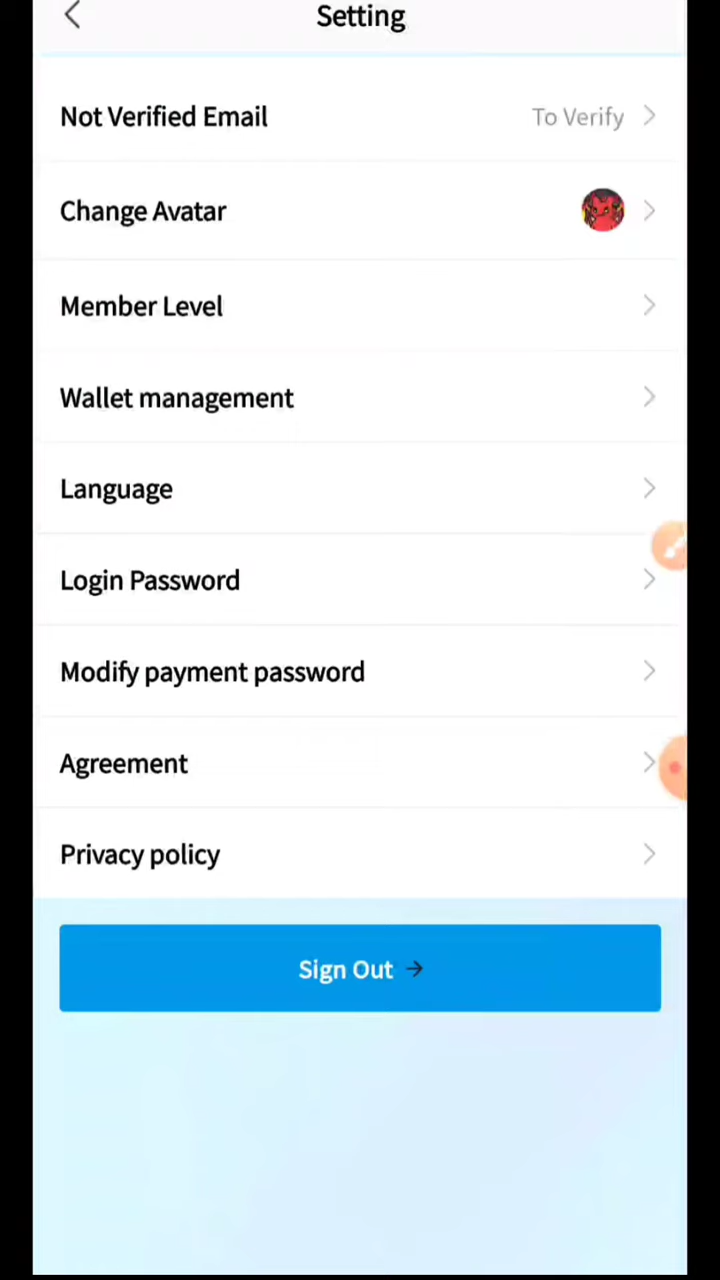 Setting
Not Verified Email To Verify
Change Avatar
Member Level
Wallet management
Language
Login Password
Modify payment password
Agreement
Privacy policy
Sign Out →